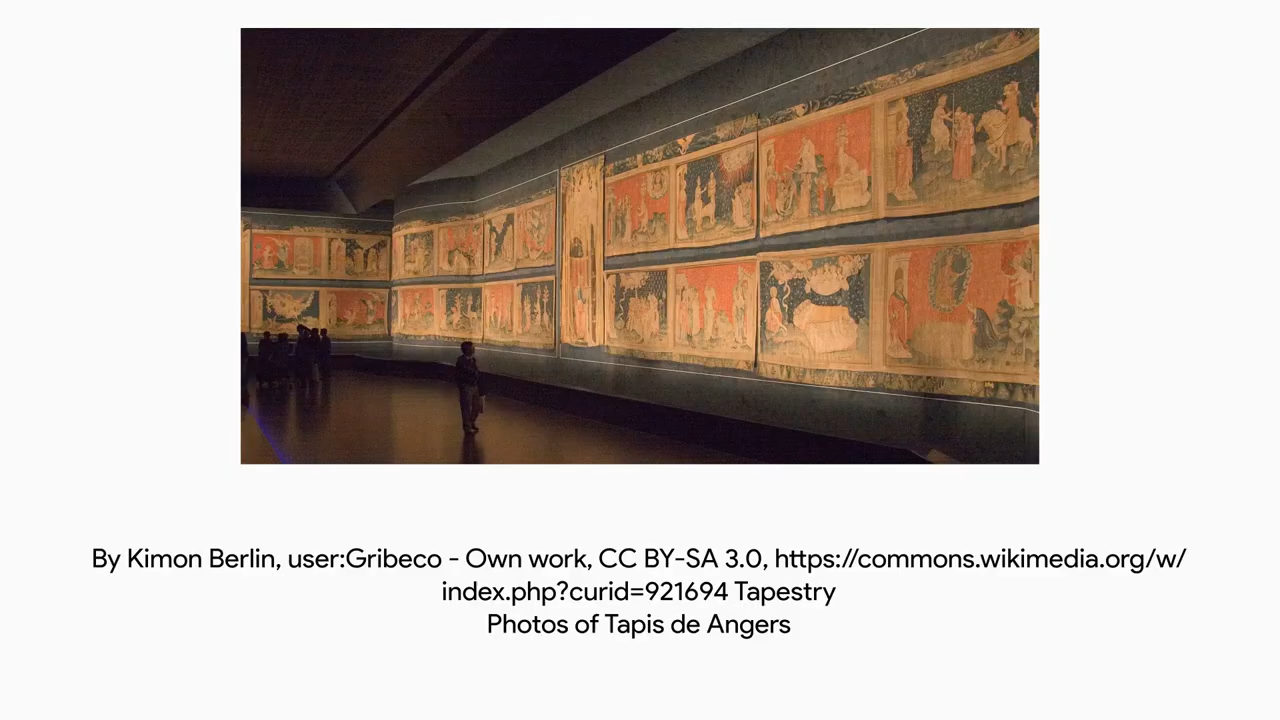 By Kimon Berlin, user:Gribeco - Own work, CC BY-SA 3.0, https://commons.wikimedia.org/w/
index.php?curid=921694 Tapestry
Photos of Tapis de Angers